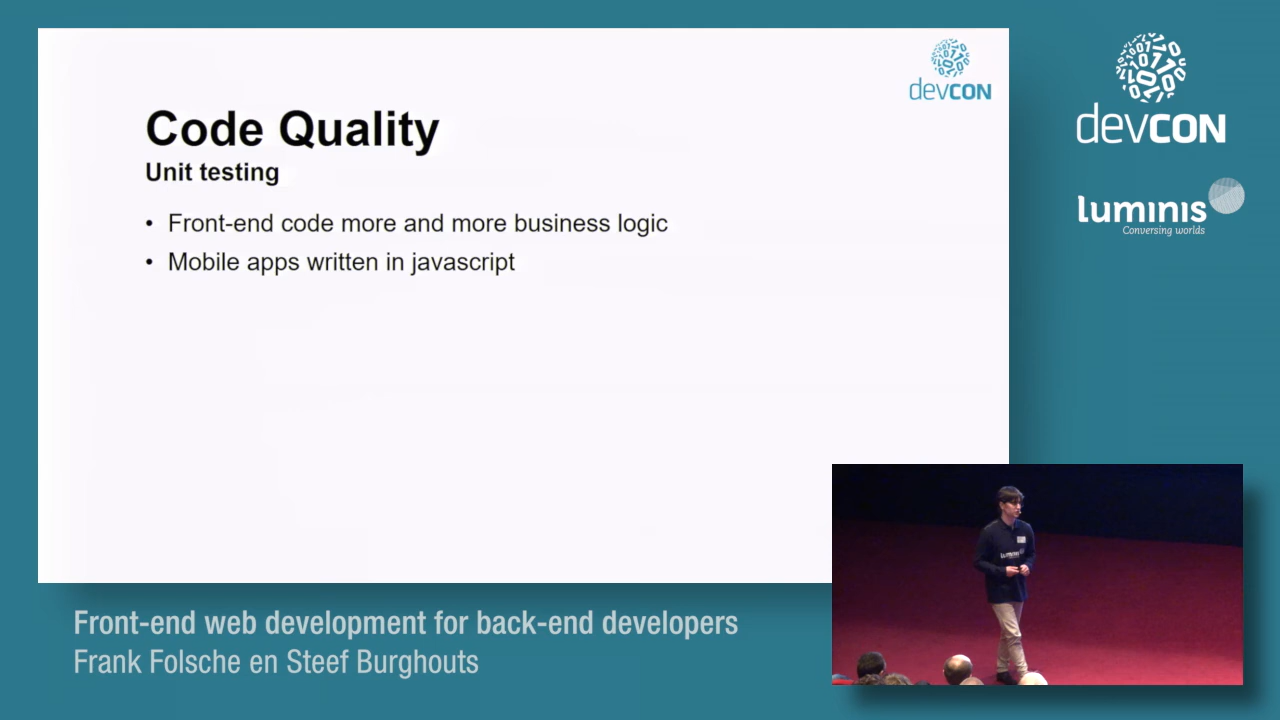 devcon
Code Quality
Unit testing
• Front-end code more and more business logic
• Mobile apps written in javascript
devcon
luminis
Conversing worlds
luminis
Front-end web development for back-end developers
Frank Folsche en Steef Burghouts